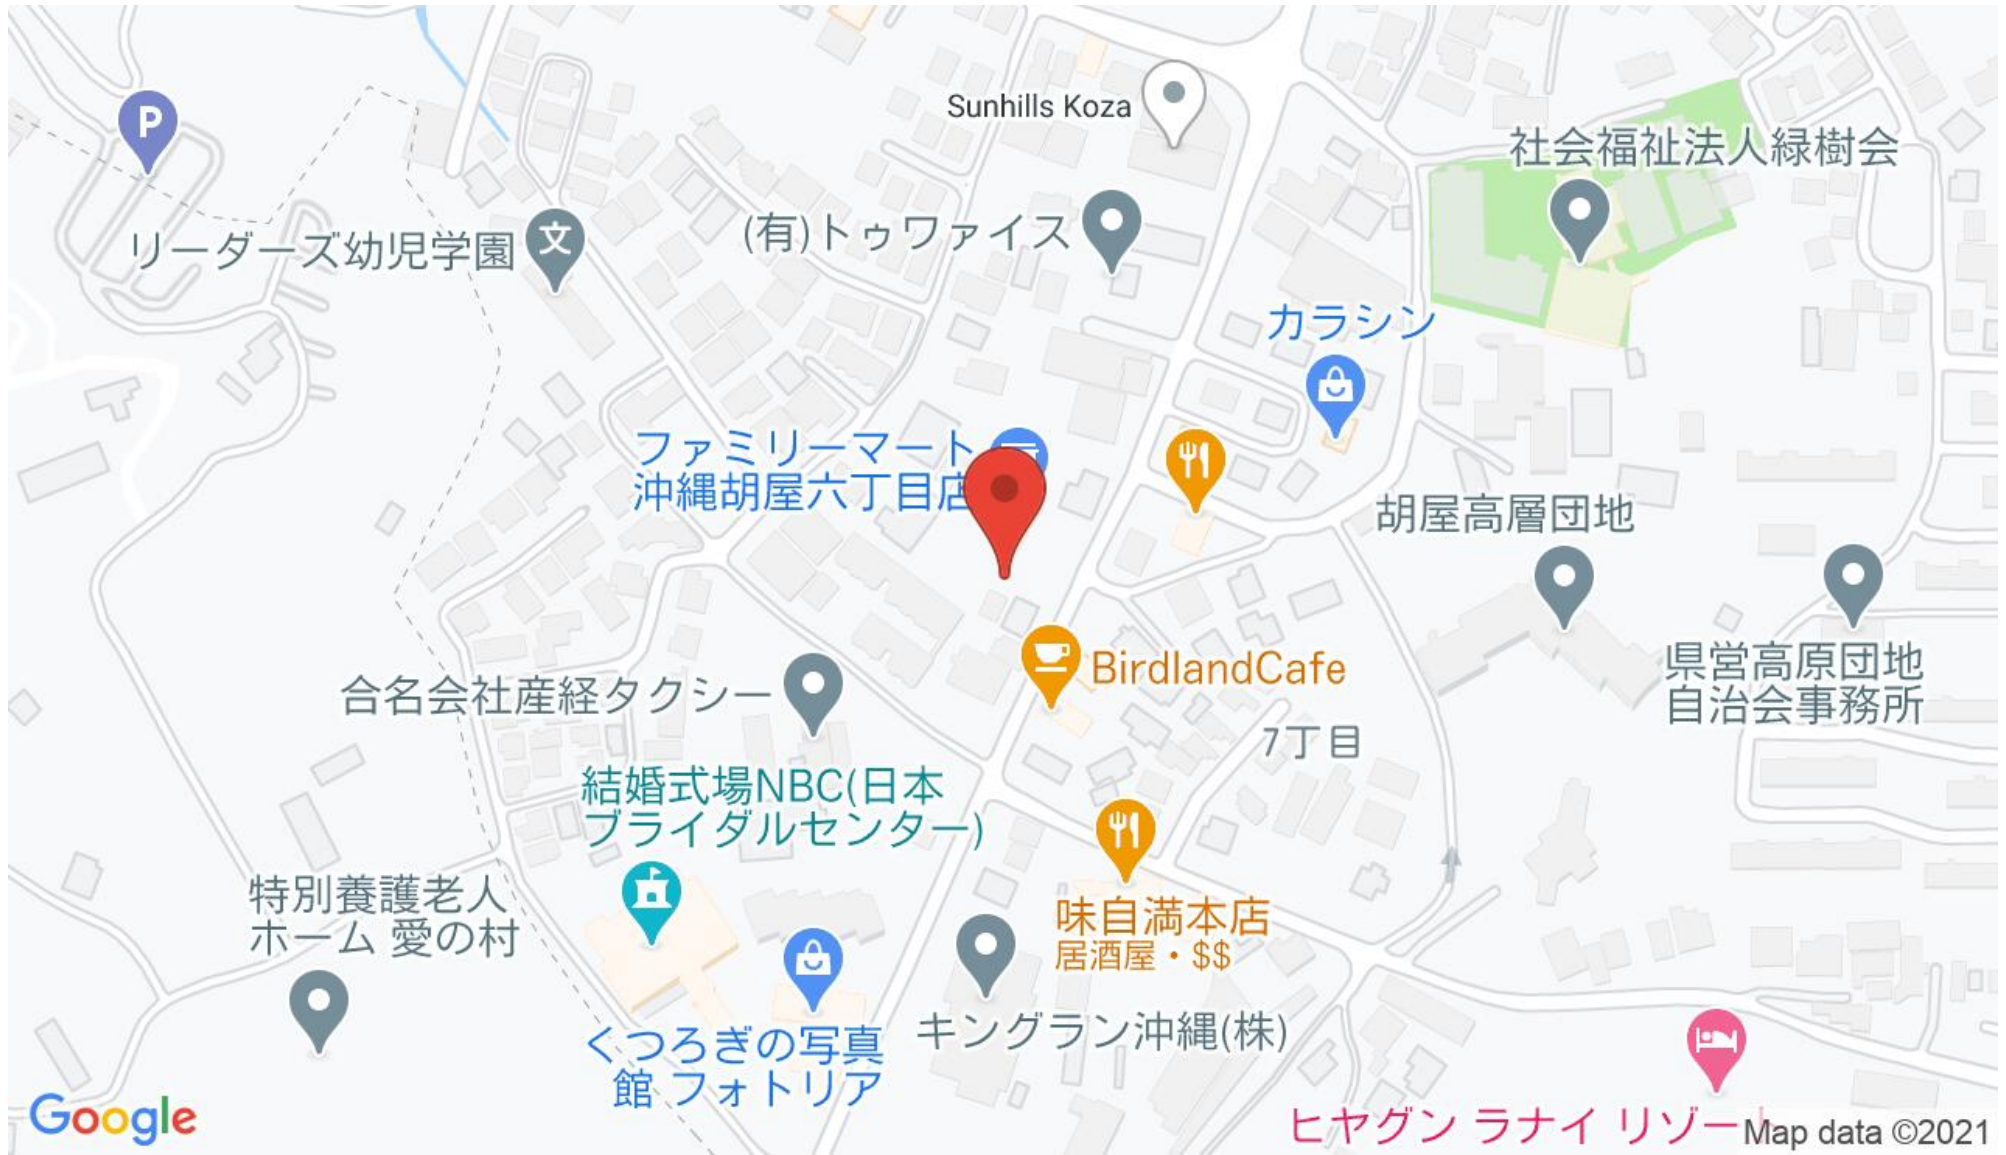 P
Sunhills Koza
社会福祉法人緑樹会
リーダーズ幼児学園
文
(有)トゥワァイス
カラシン
ファミリーマート
沖縄胡屋六丁目店
胡屋高層団地
県営高原団地
自治会事務所
BirdlandCafe
合名会社産経タクシー
7丁目
結婚式場NBC(日本
ブライダルセンター)
特別養護老人
ホーム 愛の村
味自満本店
居酒屋・$$
キングラン沖縄(株)
くつろぎの写真
館 フォトリア
ヒヤグン ラナイ リゾート
Google
Map data ©2021